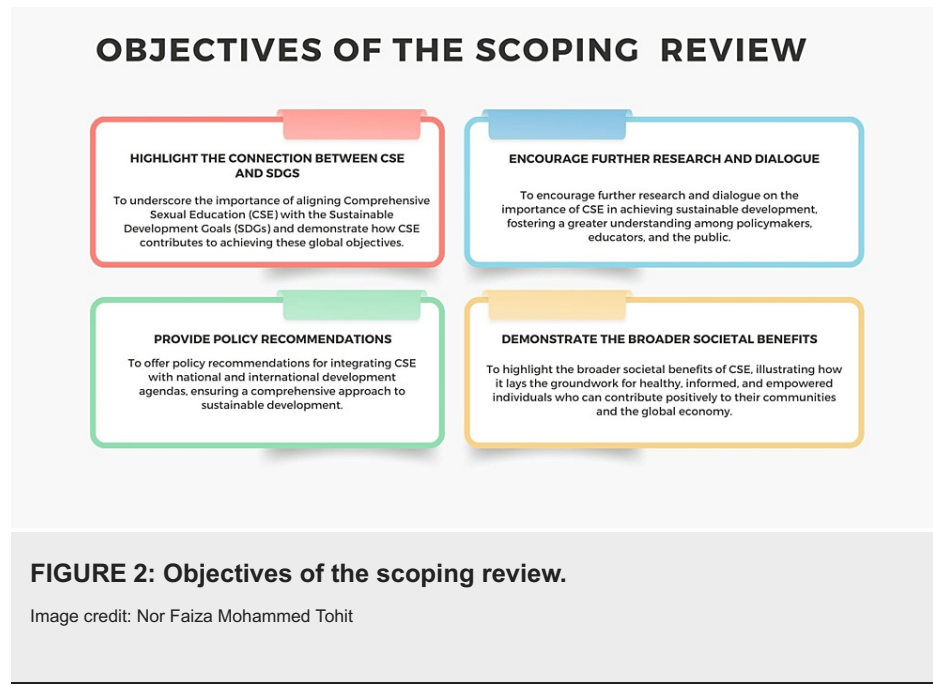 OBJECTIVES OF THE SCOPING REVIEW
HIGHLIGHT THE CONNECTION BETWEEN CSE
AND SDGS
To underscore the importance of aligning Comprehensive
Sexual Education (CSE) with the Sustainable
Development Goals (SDGs) and demonstrate how CSE
contributes to achieving these global objectives.
ENCOURAGE FURTHER RESEARCH AND DIALOGUE
To encourage further research and dialogue on the
importance of CSE in achieving sustainable development,
fostering a greater understanding among policymakers,
educators, and the public.
PROVIDE POLICY RECOMMENDATIONS
To offer policy recommendations for integrating CSE
with national and international development
agendas, ensuring a comprehensive approach to
sustainable development.
DEMONSTRATE THE BROADER SOCIETAL BENEFITS
To highlight the broader societal benefits of CSE, illustrating how
it lays the groundwork for healthy, informed, and empowered
individuals who can contribute positively to their communities
and the global economy.
FIGURE 2: Objectives of the scoping review.
Image credit: Nor Faiza Mohammed Tohit